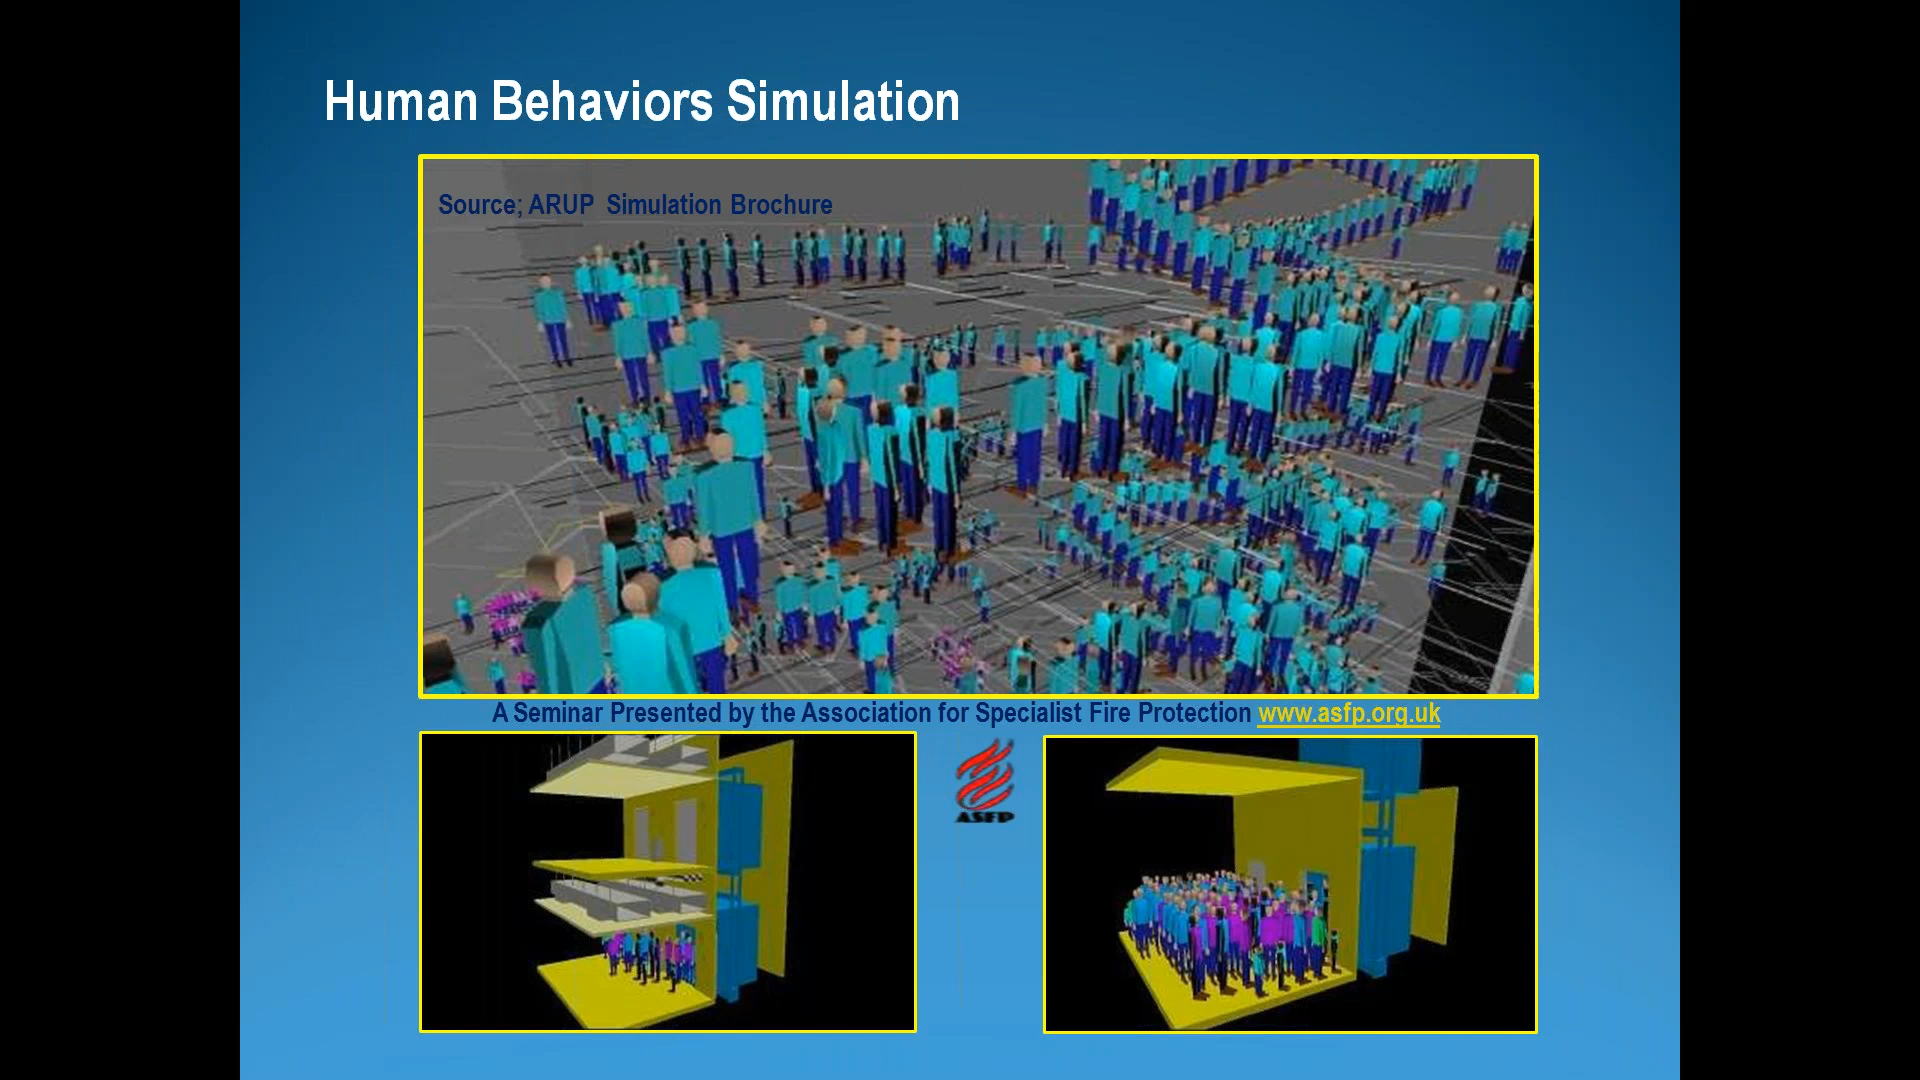 Human Behaviors Simulation
Source; ARUP Simulation Brochure
A Seminar Presented by the Association for Specialist Fire Protection www.asfp.org.uk
ASFP